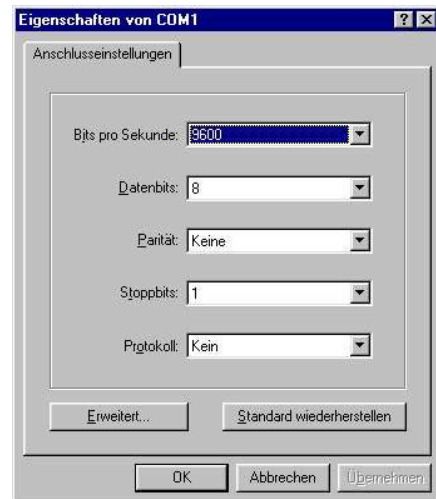 Eigenschaften von COM1
Anschlusseinstellungen
Bits pro Sekunde: 9600
Datenbits: 8
Parität: Keine
Stoppbits: 1
Protokoll: Kein
Erweitert...
Standard wiederherstellen
OK
Abbrechen
Übernehmen